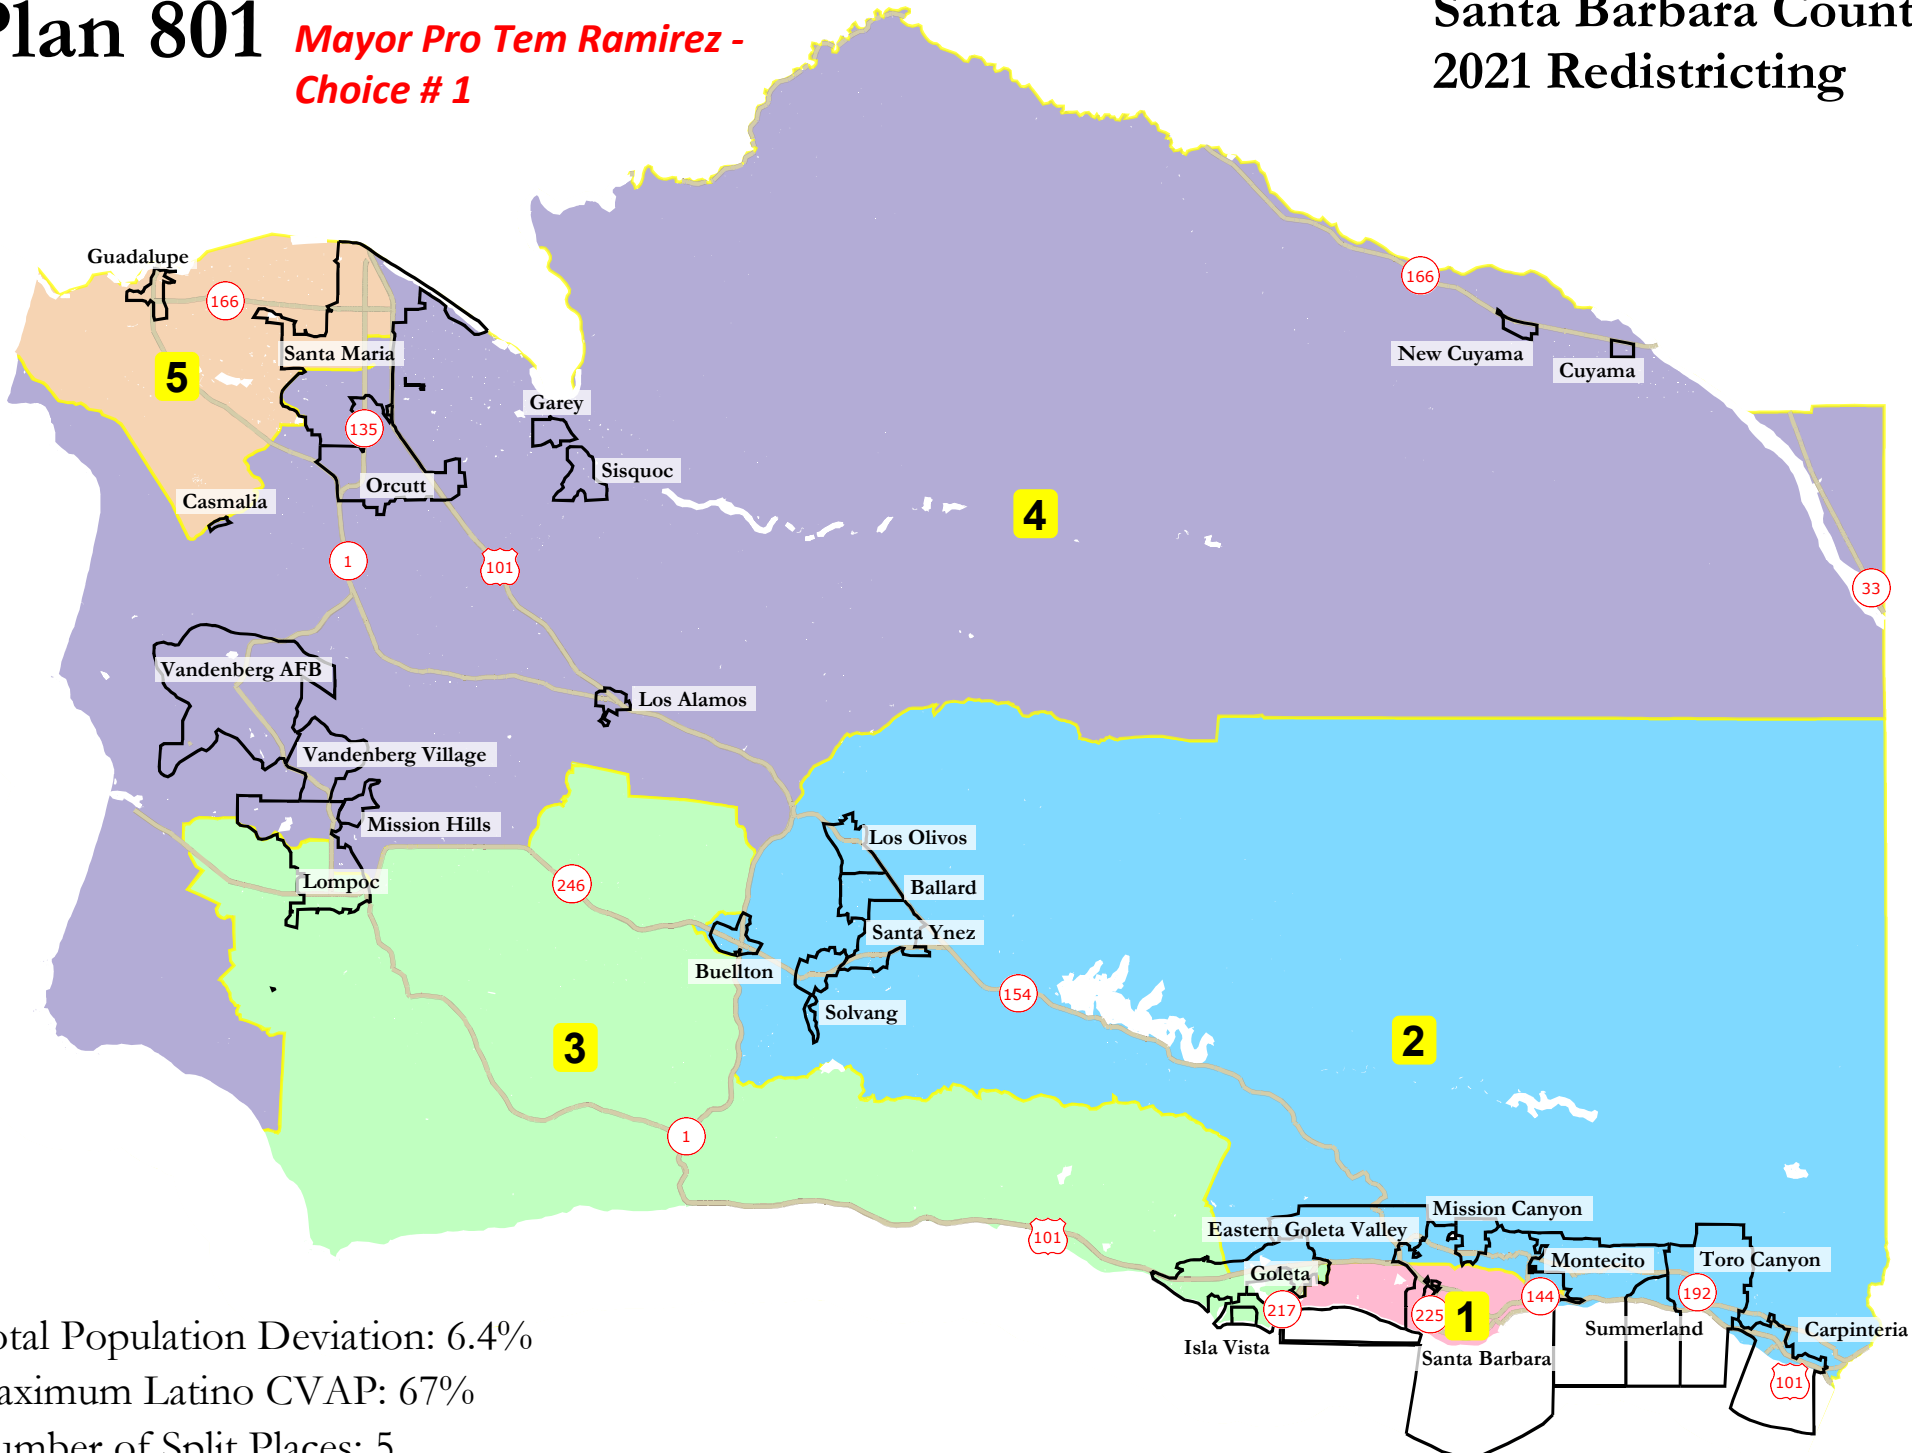 Plan 801
Mayor Pro Tem Ramirez -
Choice # 1
Santa Barbara Count
2021 Redistricting
Guadalupe
166
Santa Maria
5
135
Garey
Sisquoc
Orcutt
Casmalia
1
101
4
166
New Cuyama
Cuyama
33
Vandenberg AFB
Los Alamos
Vandenberg Village
Mission Hills
Lompoc
246
Los Olivos
Ballard
Santa Ynez
Buellton
Solvang
154
3
2
1
101
Mission Canyon
Eastern Goleta Valley
Montecito
Toro Canyon
Goleta
217
225
1
144
192
Summerland
Carpinteria
Isla Vista
Santa Barbara
101
otal Population Deviation: 6.4%
aximum Latino CVAP: 67%
umber of Split Places: 5